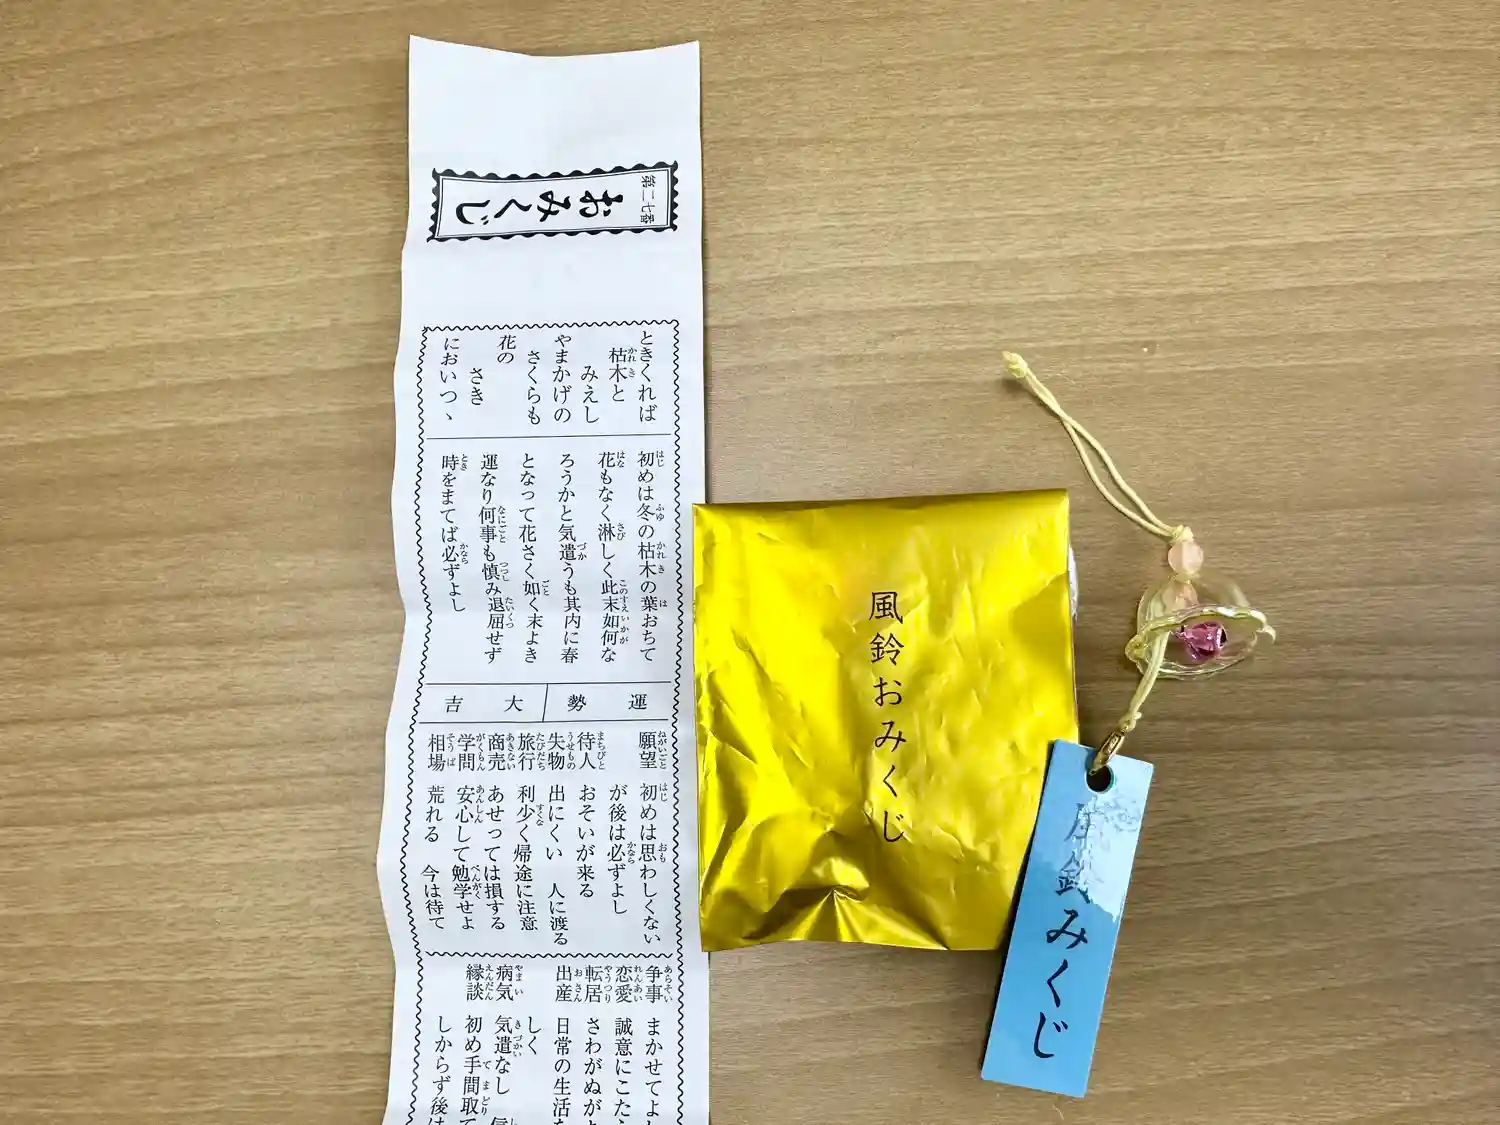 第二七番
おみくじ
ときくれば
枯木と
みえし
やまかげの
さくらも
花の
さき
においつヽ
初めは冬の枯木の葉おちて
花もなく淋しく此末如何な
ろうかと気遣うも其内に春
となって花さく如く末よき
運なり何事も慎み退屈せず
時をまてば必ずよし
運勢 大吉
願望 初めは思わしくない
が後は必ずよし
待人 おそいが来る
失物 出にくい 人に渡る
旅行 利少く帰途に注意
商売 あせっては損する
学問 安心して勉学せよ
相場 荒れる 今は待て
争事 まかせてよ
恋愛 誠意にこた
転居 さわがぬが
出産 日常の生活
しく
病気 気遣なし
縁談 初め手間取
しからず後は
風鈴おみくじ
風鈴みくじ